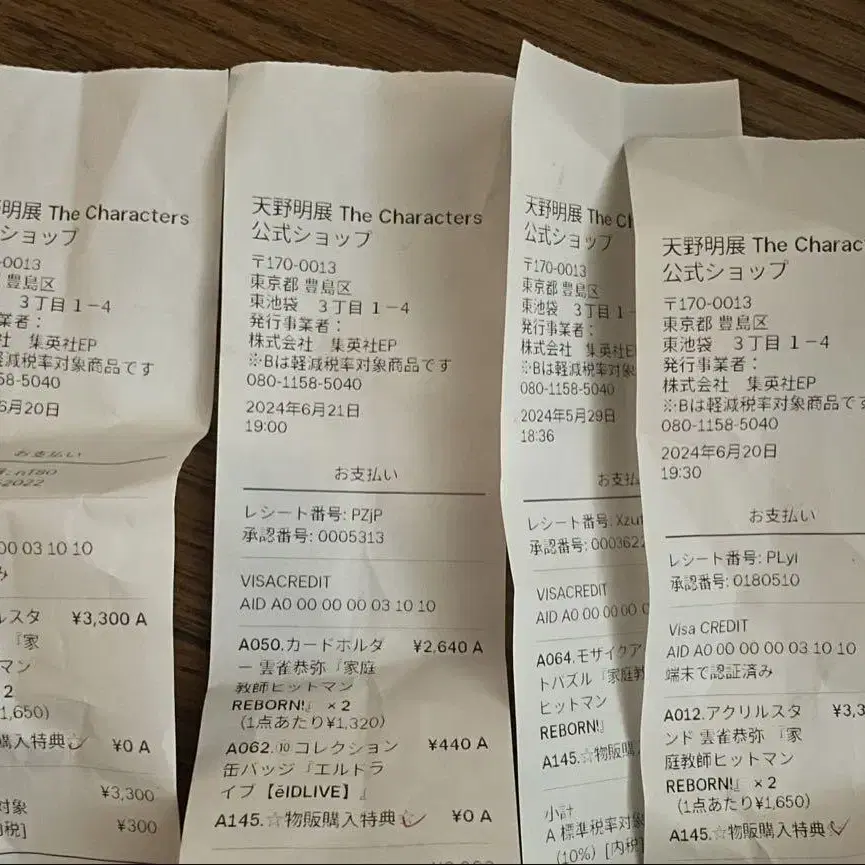 明展 The Characters
ショップ
-0013
豊島区
3丁目 1-4
業者:
社 集英社EP
軽減税率対象商品です
58-5040
6月20日
お支払い
00 03 10 10
み
ルスタ ¥3,300 A
『家
マン
2
1,650)
購入特典☆ ¥0 A
¥3,300
対象
内税] ¥300
天野明展 The Characters
公式ショップ
〒170-0013
東京都 豊島区
東池袋 3丁目 1-4
発行事業者:
株式会社 集英社EP
※Bは軽減税率対象商品です
080-1158-5040
2024年6月21日
19:00
お支払い
レシート番号: PZjP
承認番号: 0005313
VISACREDIT
AID A0 00 00 00 03 10 10
A050.カードホルダ ¥2,640 A
ー 雲雀恭弥『家庭
教師ヒットマン
REBORN!』 × 2
(1点あたり¥1,320)
A062.⑩ コレクション ¥440 A
缶バッジ『エルドラ
イブ【ēlDLIVE】』
A145.☆物販購入特典☆ ¥0 A
天野明展 The Ch
公式ショップ
〒170-0013
東京都 豊島区
東池袋 3丁目 1-
発行事業者:
株式会社 集英社E
※Bは軽減税率対象
080-1158-5040
2024年5月29日
18:36
お支払
レシート番号: Xzu
承認番号: 000362
VISACREDIT
AID A0 00 00 00 0
A064.モザイクア
トパズル『家庭教
ヒットマン
REBORN!』
A145.☆物販購
小計
A 標準税率対象
(10%) [内税
天野明展 The Charac
公式ショップ
〒170-0013
東京都 豊島区
東池袋 3丁目 1-4
発行事業者:
株式会社 集英社EP
※Bは軽減税率対象商品です
080-1158-5040
2024年6月20日
19:30
お支払い
レシート番号: PLyi
承認番号: 0180510
Visa CREDIT
AID A0 00 00 00 03 10 10
端末で認証済み
A012.アクリルスタ ¥3,3
ンド 雲雀恭弥『家
庭教師ヒットマン
REBORN!』 × 2
(1点あたり¥1,650)
A145.☆物販購入特典☆